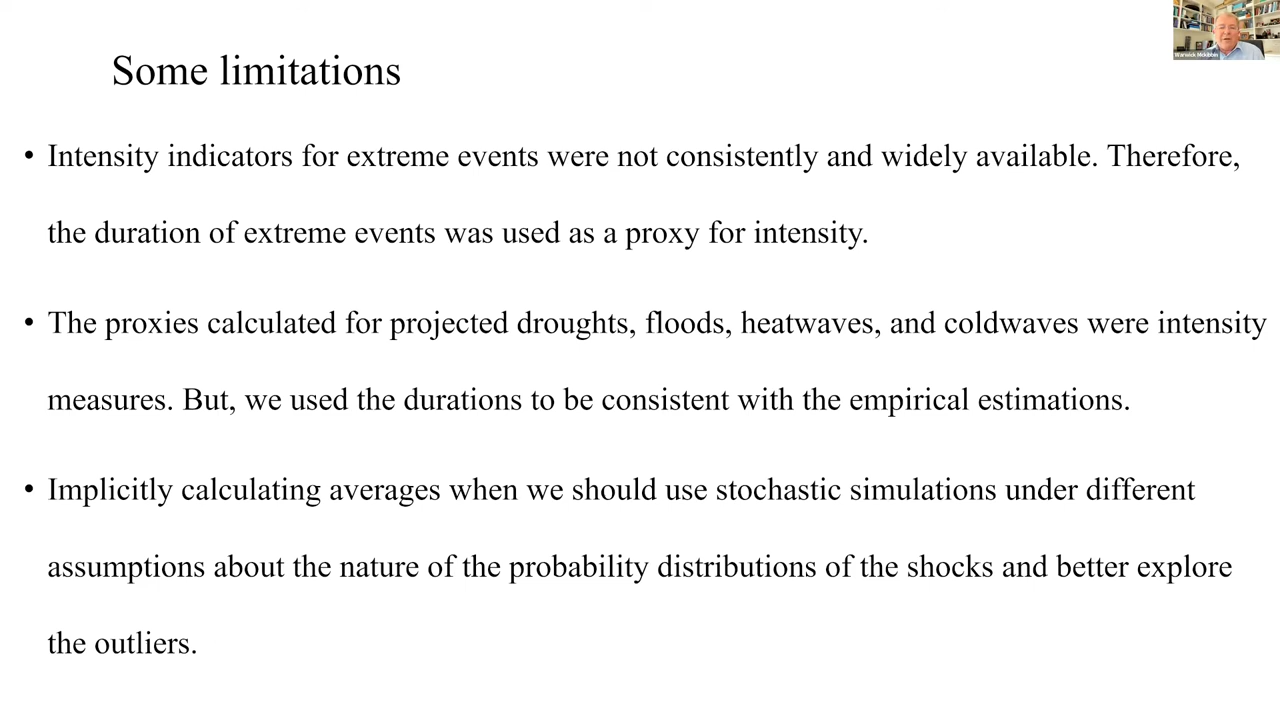 Some limitations
• Intensity indicators for extreme events were not consistently and widely available. Therefore,
the duration of extreme events was used as a proxy for intensity.
• The proxies calculated for projected droughts, floods, heatwaves, and coldwaves were intensity
measures. But, we used the durations to be consistent with the empirical estimations.
• Implicitly calculating averages when we should use stochastic simulations under different
assumptions about the nature of the probability distributions of the shocks and better explore
the outliers.
Warwick McKibbin